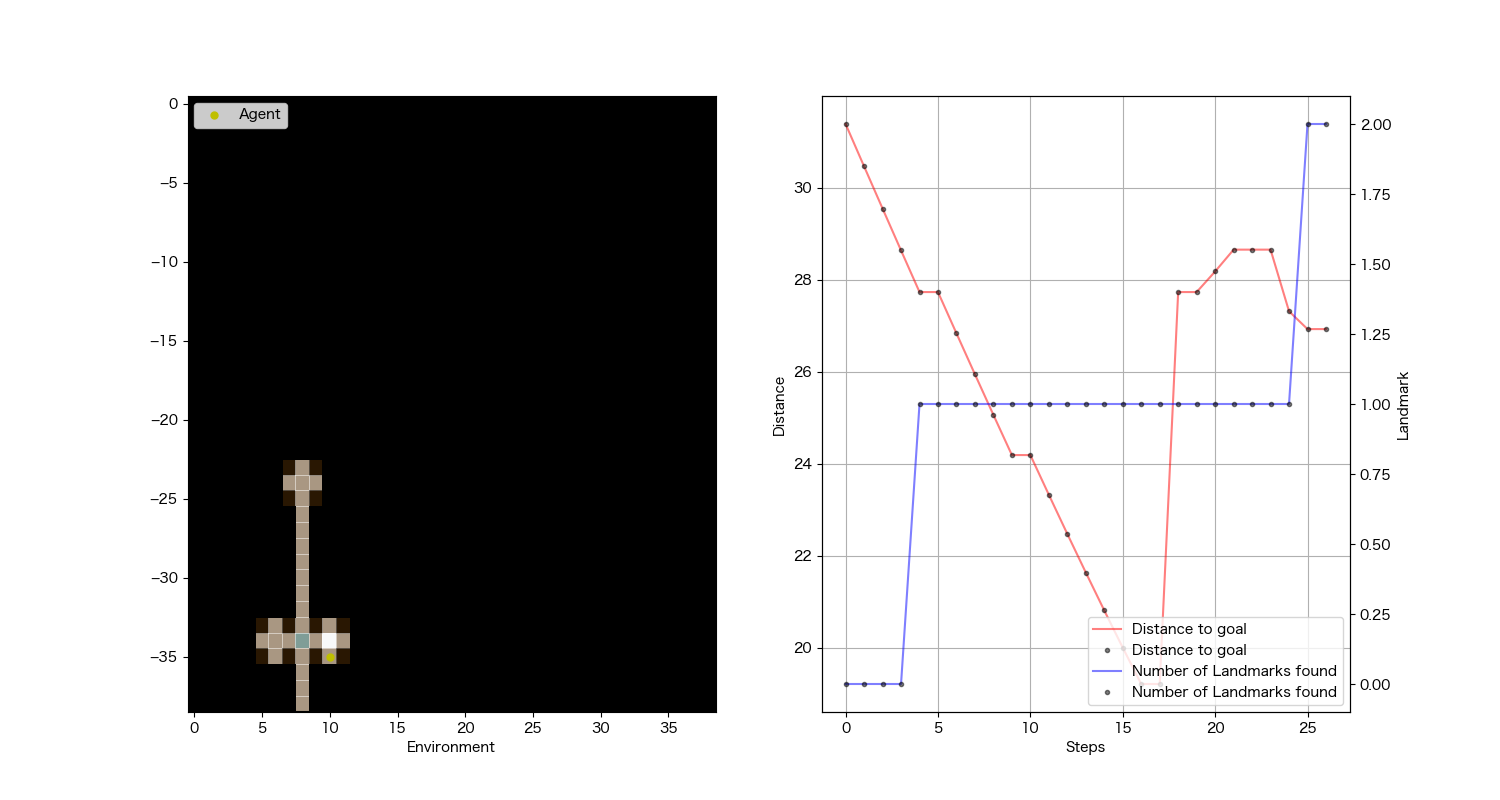 Agent
0
−5
−10
−15
−20
−25
−30
−35
0 5 10 15 20 25 30 35
Environment
Distance
30
28
26
24
22
20
0 5 10 15 20 25
Steps
2.00
1.75
1.50
1.25
1.00
0.75
0.50
0.25
0.00
Landmark
Distance to goal
Distance to goal
Number of Landmarks found
Number of Landmarks found